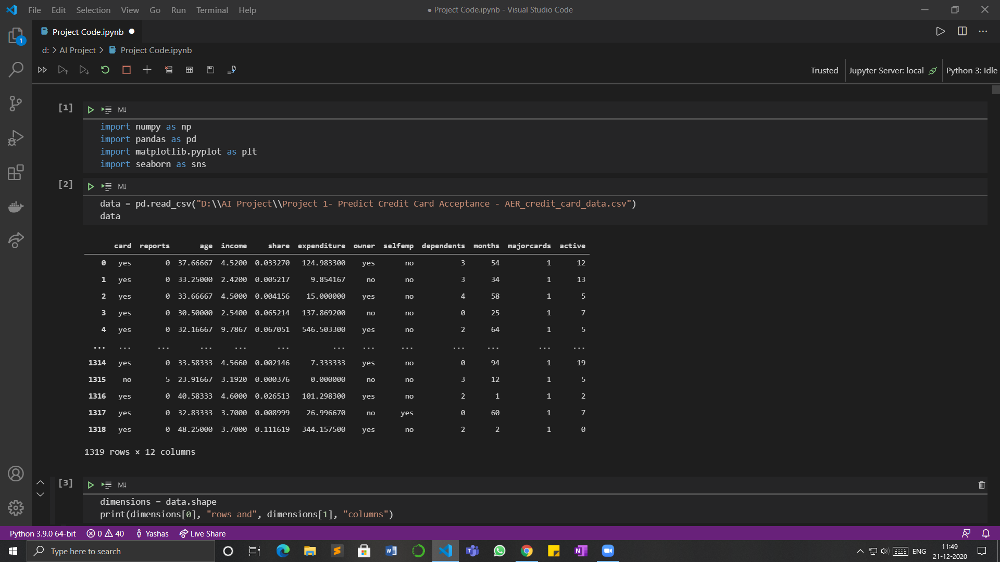 File Edit Selection View Go Run Terminal Help
● Project Code.ipynb - Visual Studio Code
Project Code.ipynb ●
1
d: > AI Project > Project Code.ipynb
Trusted Jupyter Server: local Python 3: Idle
[1]
M↓
import numpy as np
import pandas as pd
import matplotlib.pyplot as plt
import seaborn as sns
[2]
M↓
data = pd.read_csv("D:\\AI Project\\Project 1- Predict Credit Card Acceptance - AER_credit_card_data.csv")
data
card reports age income share expenditure owner selfemp dependents months majorcards active
0 yes 0 37.66667 4.5200 0.033270 124.983300 yes no 3 54 1 12
1 yes 0 33.25000 2.4200 0.005217 9.854167 no no 3 34 1 13
2 yes 0 33.66667 4.5000 0.004156 15.000000 yes no 4 58 1 5
3 yes 0 30.50000 2.5400 0.065214 137.869200 no no 0 25 1 7
4 yes 0 32.16667 9.7867 0.067051 546.503300 yes no 2 64 1 5
... ... ... ... ... ... ... ... ... ... ... ... ...
1314 yes 0 33.58333 4.5660 0.002146 7.333333 yes no 0 94 1 19
1315 no 5 23.91667 3.1920 0.000376 0.000000 no no 3 12 1 5
1316 yes 0 40.58333 4.6000 0.026513 101.298300 yes no 2 1 1 2
1317 yes 0 32.83333 3.7000 0.008999 26.996670 no yes 0 60 1 7
1318 yes 0 48.25000 3.7000 0.111619 344.157500 yes no 2 2 1 0
1319 rows × 12 columns
[3]
M↓
dimensions = data.shape
print(dimensions[0], "rows and", dimensions[1], "columns")
Python 3.9.0 64-bit 0 40 Yashas Live Share
Type here to search
ENG
11:49
21-12-2020